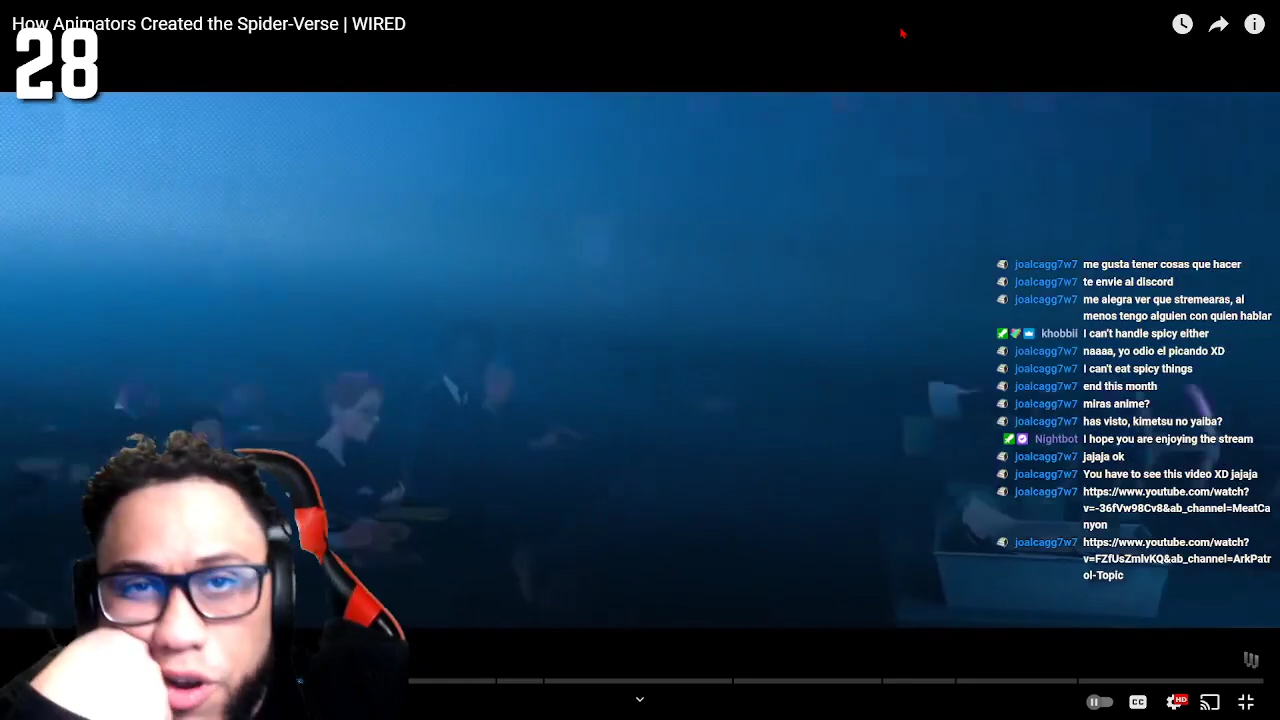 How Animators Created the Spider-Verse | WIRED
28
joalcagg7w7 me gusta tener cosas que hacer
joalcagg7w7 te envie al discord
joalcagg7w7 me alegra ver que stremearas, al
menos tengo alguien con quien hablar
khobbii I can't handle spicy either
joalcagg7w7 naaaa, yo odio el picando XD
joalcagg7w7 I can't eat spicy things
joalcagg7w7 end this month
joalcagg7w7 miras anime?
joalcagg7w7 has visto, kimetsu no yaiba?
Nightbot I hope you are enjoying the stream
joalcagg7w7 jajaja ok
joalcagg7w7 You have to see this video XD jajaja
joalcagg7w7 https://www.youtube.com/watch?
v=-36fVw98Cv8&ab_channel=MeatCa
nyon
joalcagg7w7 https://www.youtube.com/watch?
v=FZfUsZmlvKQ&ab_channel=ArkPatr
ol-Topic
CC
HD